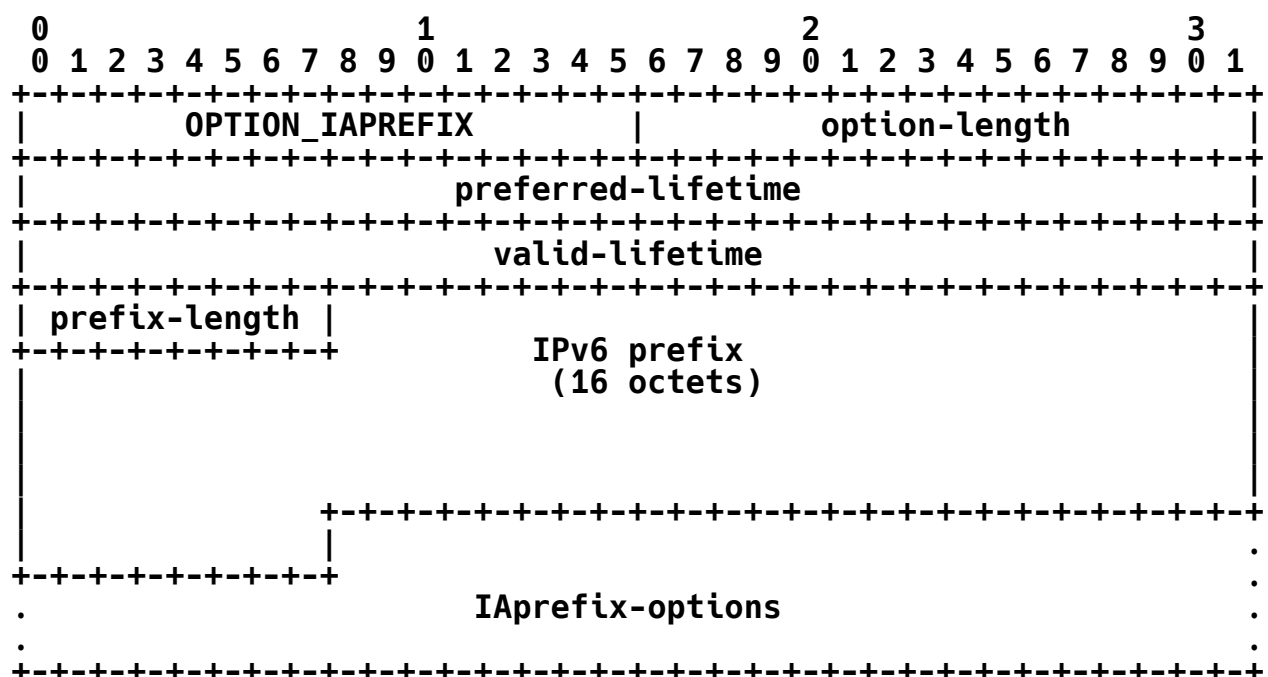 0                   1                   2                   3
 0 1 2 3 4 5 6 7 8 9 0 1 2 3 4 5 6 7 8 9 0 1 2 3 4 5 6 7 8 9 0 1
+-+-+-+-+-+-+-+-+-+-+-+-+-+-+-+-+-+-+-+-+-+-+-+-+-+-+-+-+-+-+-+-+
|        OPTION_IAPREFIX        |         option-length         |
+-+-+-+-+-+-+-+-+-+-+-+-+-+-+-+-+-+-+-+-+-+-+-+-+-+-+-+-+-+-+-+-+
|                      preferred-lifetime                       |
+-+-+-+-+-+-+-+-+-+-+-+-+-+-+-+-+-+-+-+-+-+-+-+-+-+-+-+-+-+-+-+-+
|                        valid-lifetime                         |
+-+-+-+-+-+-+-+-+-+-+-+-+-+-+-+-+-+-+-+-+-+-+-+-+-+-+-+-+-+-+-+-+
| prefix-length |                                               |
+-+-+-+-+-+-+-+-+          IPv6 prefix                          |
|                           (16 octets)                         |
|                                                               |
|                                                               |
|                                                               |
|               +-+-+-+-+-+-+-+-+-+-+-+-+-+-+-+-+-+-+-+-+-+-+-+-+
|               |                                               .
+-+-+-+-+-+-+-+-+                                               .
.                       IAprefix-options                        .
.                                                               .
+-+-+-+-+-+-+-+-+-+-+-+-+-+-+-+-+-+-+-+-+-+-+-+-+-+-+-+-+-+-+-+-+